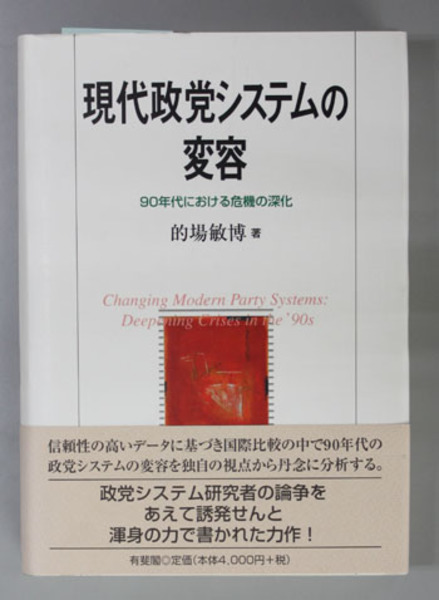 現代政党システムの
変容
90年代における危機の深化
的場敏博 著
Changing Modern Party Systems:
Deepening Crises in the '90s
信頼性の高いデータに基づき国際比較の中で90年代の
政党システムの変容を独自の視点から丹念に分析する。
政党システム研究者の論争を
あえて誘発せんと
渾身の力で書かれた力作！
有斐閣◎定価(本体4,000円+税)